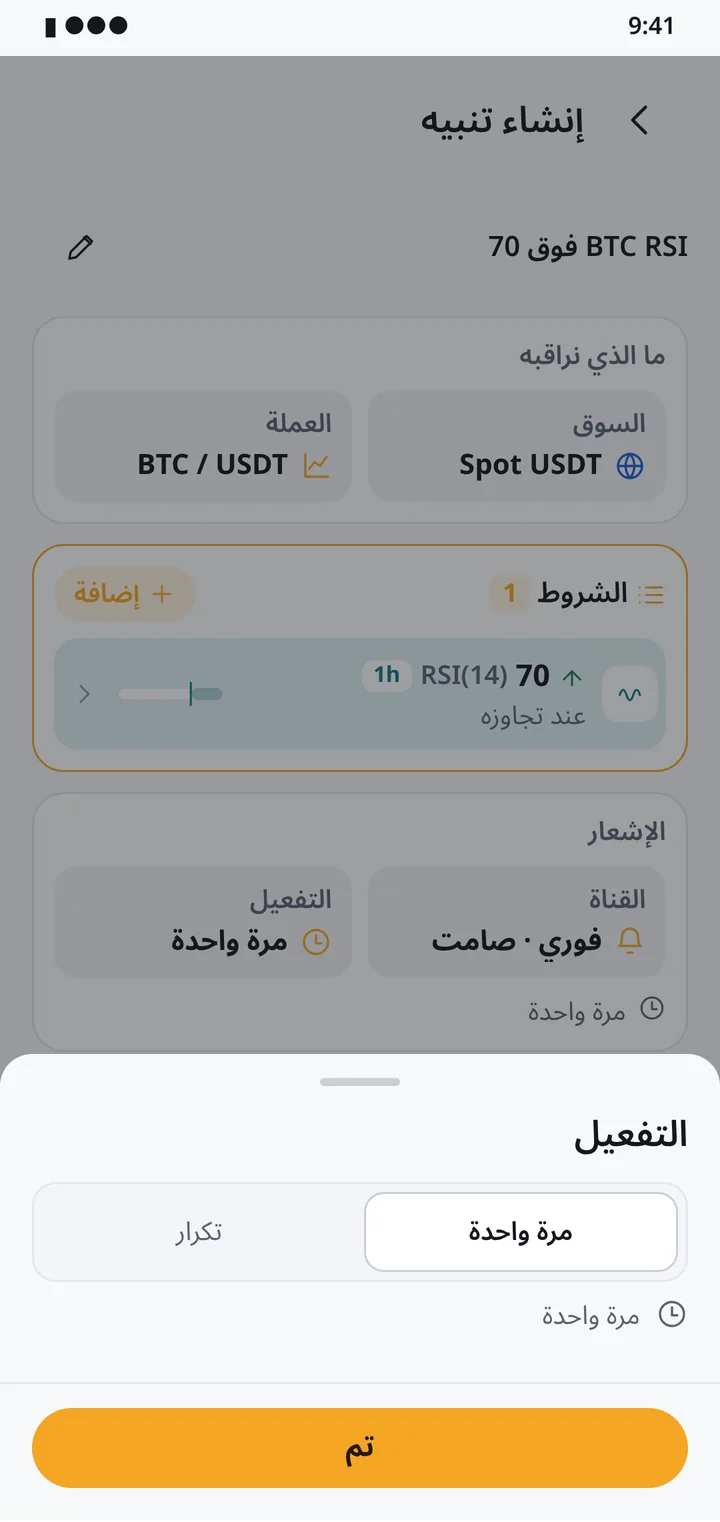 9:41
إنشاء تنبيه
BTC RSI فوق 70
ما الذي نراقبه
السوق
Spot USDT
العملة
BTC / USDT
الشروط 1
إضافة
70 RSI(14) 1h
عند تجاوزه
الإشعار
القناة
فوري · صامت
التفعيل
مرة واحدة
مرة واحدة
التفعيل
مرة واحدة
تكرار
مرة واحدة
تم